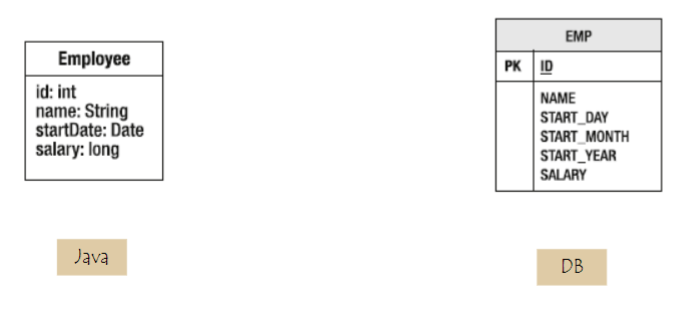 Employee
id: int
name: String
startDate: Date
salary: long
Java
EMP
PK ID
NAME
START_DAY
START_MONTH
START_YEAR
SALARY
DB